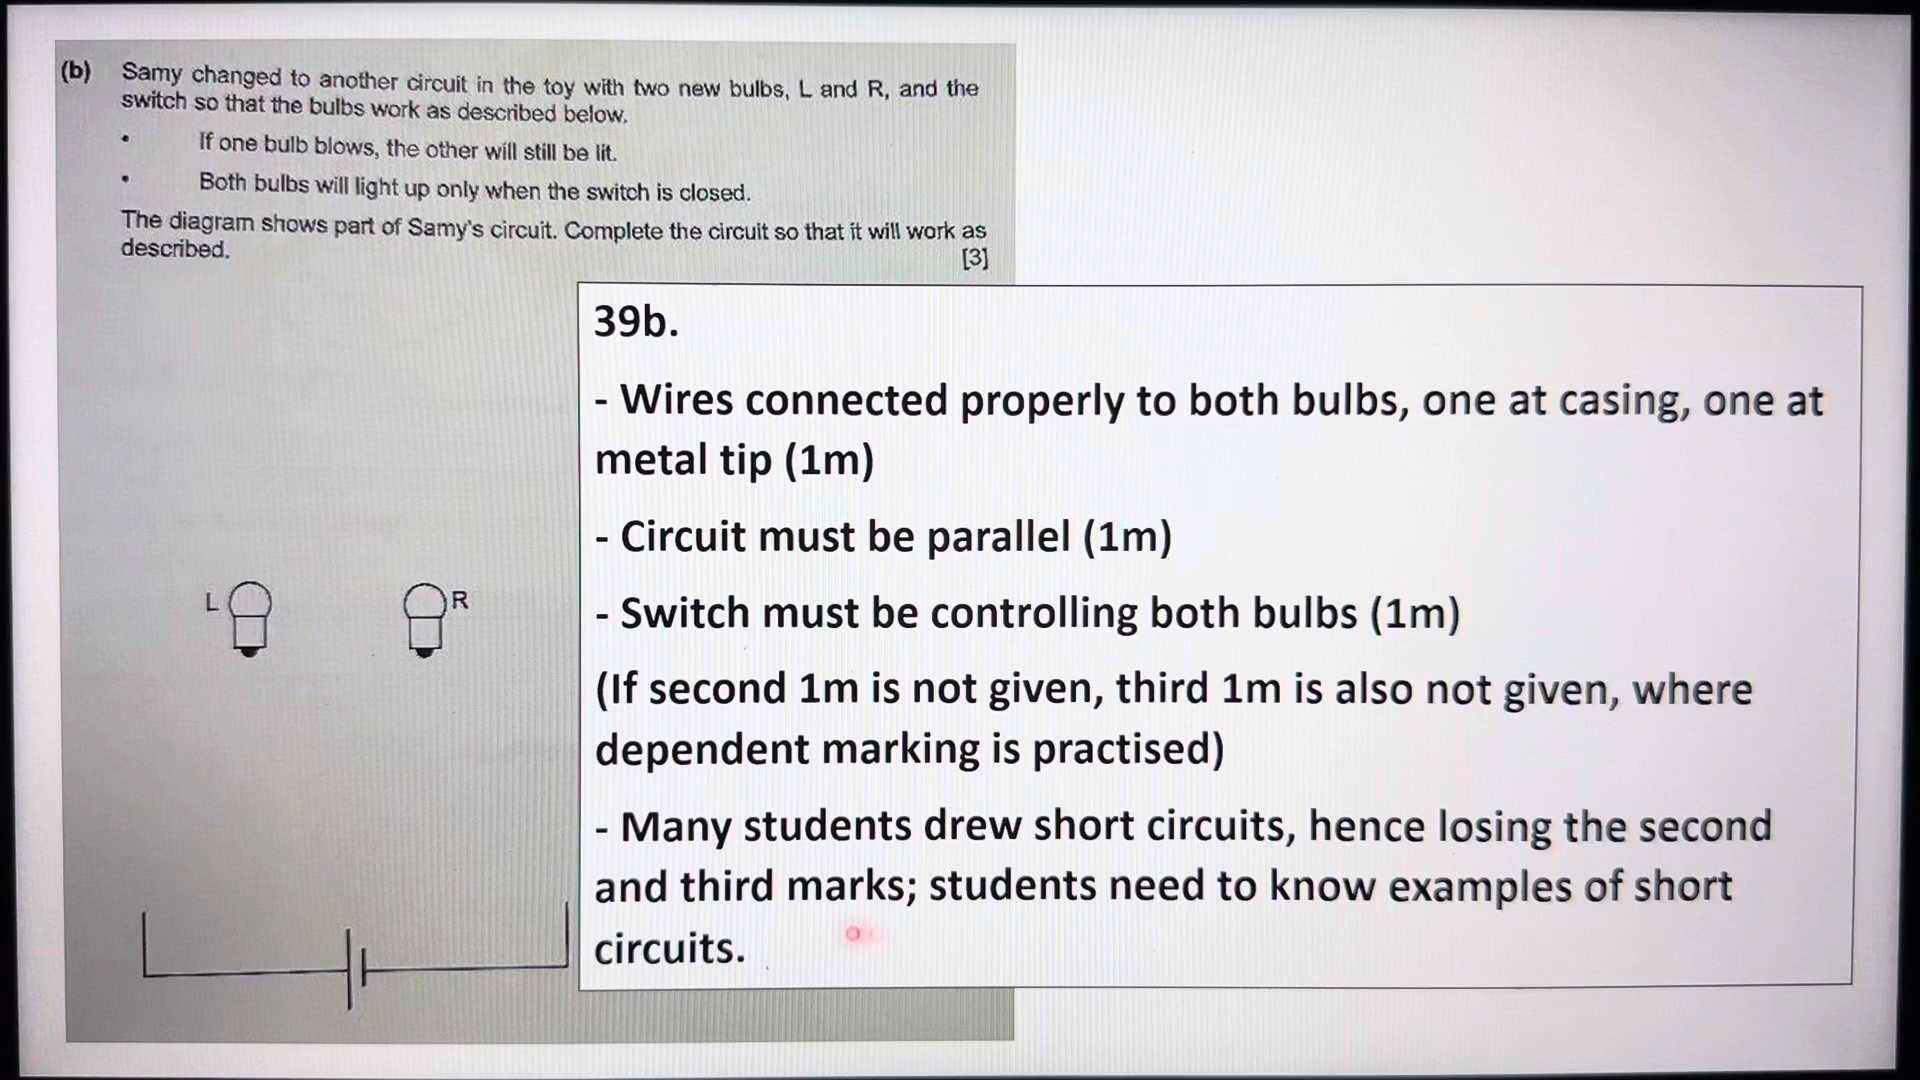 (b) Samy changed to another circuit in the toy with two new bulbs, L and R, and the
switch so that the bulbs work as described below.
• If one bulb blows, the other will still be lit.
• Both bulbs will light up only when the switch is closed.
The diagram shows part of Samy's circuit. Complete the circuit so that it will work as
described. [3]
L R
39b.
- Wires connected properly to both bulbs, one at casing, one at
metal tip (1m)
- Circuit must be parallel (1m)
- Switch must be controlling both bulbs (1m)
(If second 1m is not given, third 1m is also not given, where
dependent marking is practised)
- Many students drew short circuits, hence losing the second
and third marks; students need to know examples of short
circuits.